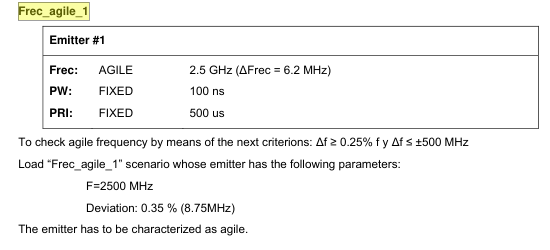 Frec_agile_1
Emitter #1
Frec: AGILE 2.5 GHz (ΔFrec = 6.2 MHz)
PW: FIXED 100 ns
PRI: FIXED 500 us
To check agile frequency by means of the next criterions: Δf ≥ 0.25% f y Δf ≤ ±500 MHz
Load “Frec_agile_1” scenario whose emitter has the following parameters:
F=2500 MHz
Deviation: 0.35 % (8.75MHz)
The emitter has to be characterized as agile.